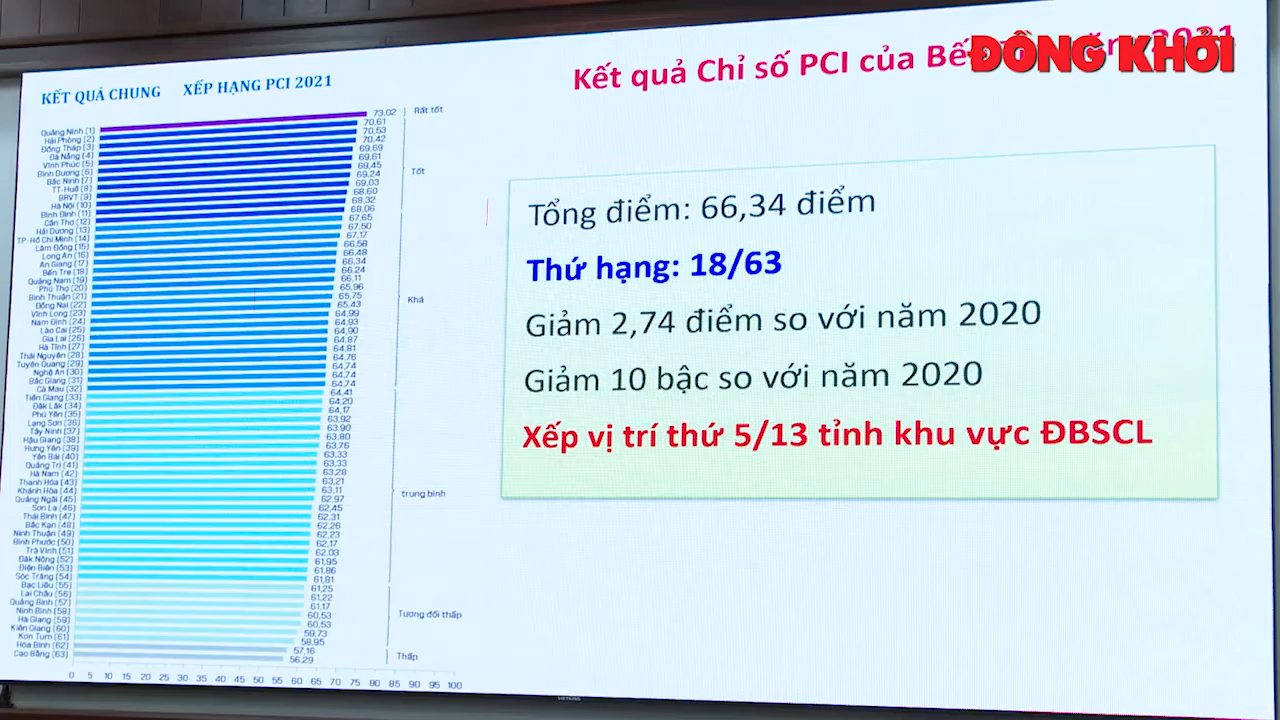 ĐỒNG KHỞI
Kết quả Chỉ số PCI của Bến
2021
KẾT QUẢ CHUNG XẾP HẠNG PCI 2021
Quảng Ninh (1)
Hải Phòng (2)
Đồng Tháp (3)
Đà Nẵng (4)
Vĩnh Phúc (5)
Bình Dương (6)
Bắc Ninh (7)
TT-Huế (8)
BRVT (9)
Hà Nội (10)
Bình Định (11)
Cần Thơ (12)
Hải Dương (13)
TP. Hồ Chí Minh (14)
Lâm Đồng (15)
Long An (16)
An Giang (17)
Bến Tre (18)
Quảng Nam (19)
Phú Thọ (20)
Bình Thuận (21)
Đồng Nai (22)
Vĩnh Long (23)
Nam Định (24)
Lào Cai (25)
Gia Lai (26)
Hà Tĩnh (27)
Thái Nguyên (28)
Tuyên Quang (29)
Nghệ An (30)
Bắc Giang (31)
Cà Mau (32)
Tiền Giang (33)
Đắk Lắk (34)
Phú Yên (35)
Lạng Sơn (36)
Tây Ninh (37)
Hậu Giang (38)
Hưng Yên (39)
Yên Bái (40)
Quảng Trị (41)
Hà Nam (42)
Thanh Hóa (43)
Khánh Hòa (44)
Quảng Ngãi (45)
Sơn La (46)
Thái Bình (47)
Bắc Kạn (48)
Ninh Thuận (49)
Bình Phước (50)
Trà Vinh (51)
Đắk Nông (52)
Điện Biên (53)
Sóc Trăng (54)
Bạc Liêu (55)
Lai Châu (56)
Quảng Bình (57)
Ninh Bình (58)
Hà Giang (59)
Kiên Giang (60)
Kon Tum (61)
Hòa Bình (62)
Cao Bằng (63)
73,02
70,61
70,53
70,42
69,69
69,61
69,45
69,24
69,03
68,60
68,32
68,06
67,65
67,50
67,17
66,58
66,48
66,34
66,24
66,11
65,96
65,75
65,43
64,99
64,93
64,90
64,87
64,81
64,76
64,74
64,74
64,74
64,41
64,20
64,17
63,92
63,90
63,80
63,76
63,33
63,33
63,28
63,21
63,11
62,97
62,45
62,31
62,26
62,23
62,17
62,03
61,95
61,86
61,81
61,25
61,22
61,17
60,53
60,53
59,73
58,95
57,16
56,29
Rất tốt
Tốt
Khá
trung bình
Tương đối thấp
Thấp
0 5 10 15 20 25 30 35 40 45 50 55 60 65 70 75 80 85 90 95 100
Tổng điểm: 66,34 điểm
Thứ hạng: 18/63
Giảm 2,74 điểm so với năm 2020
Giảm 10 bậc so với năm 2020
Xếp vị trí thứ 5/13 tỉnh khu vực ĐBSCL